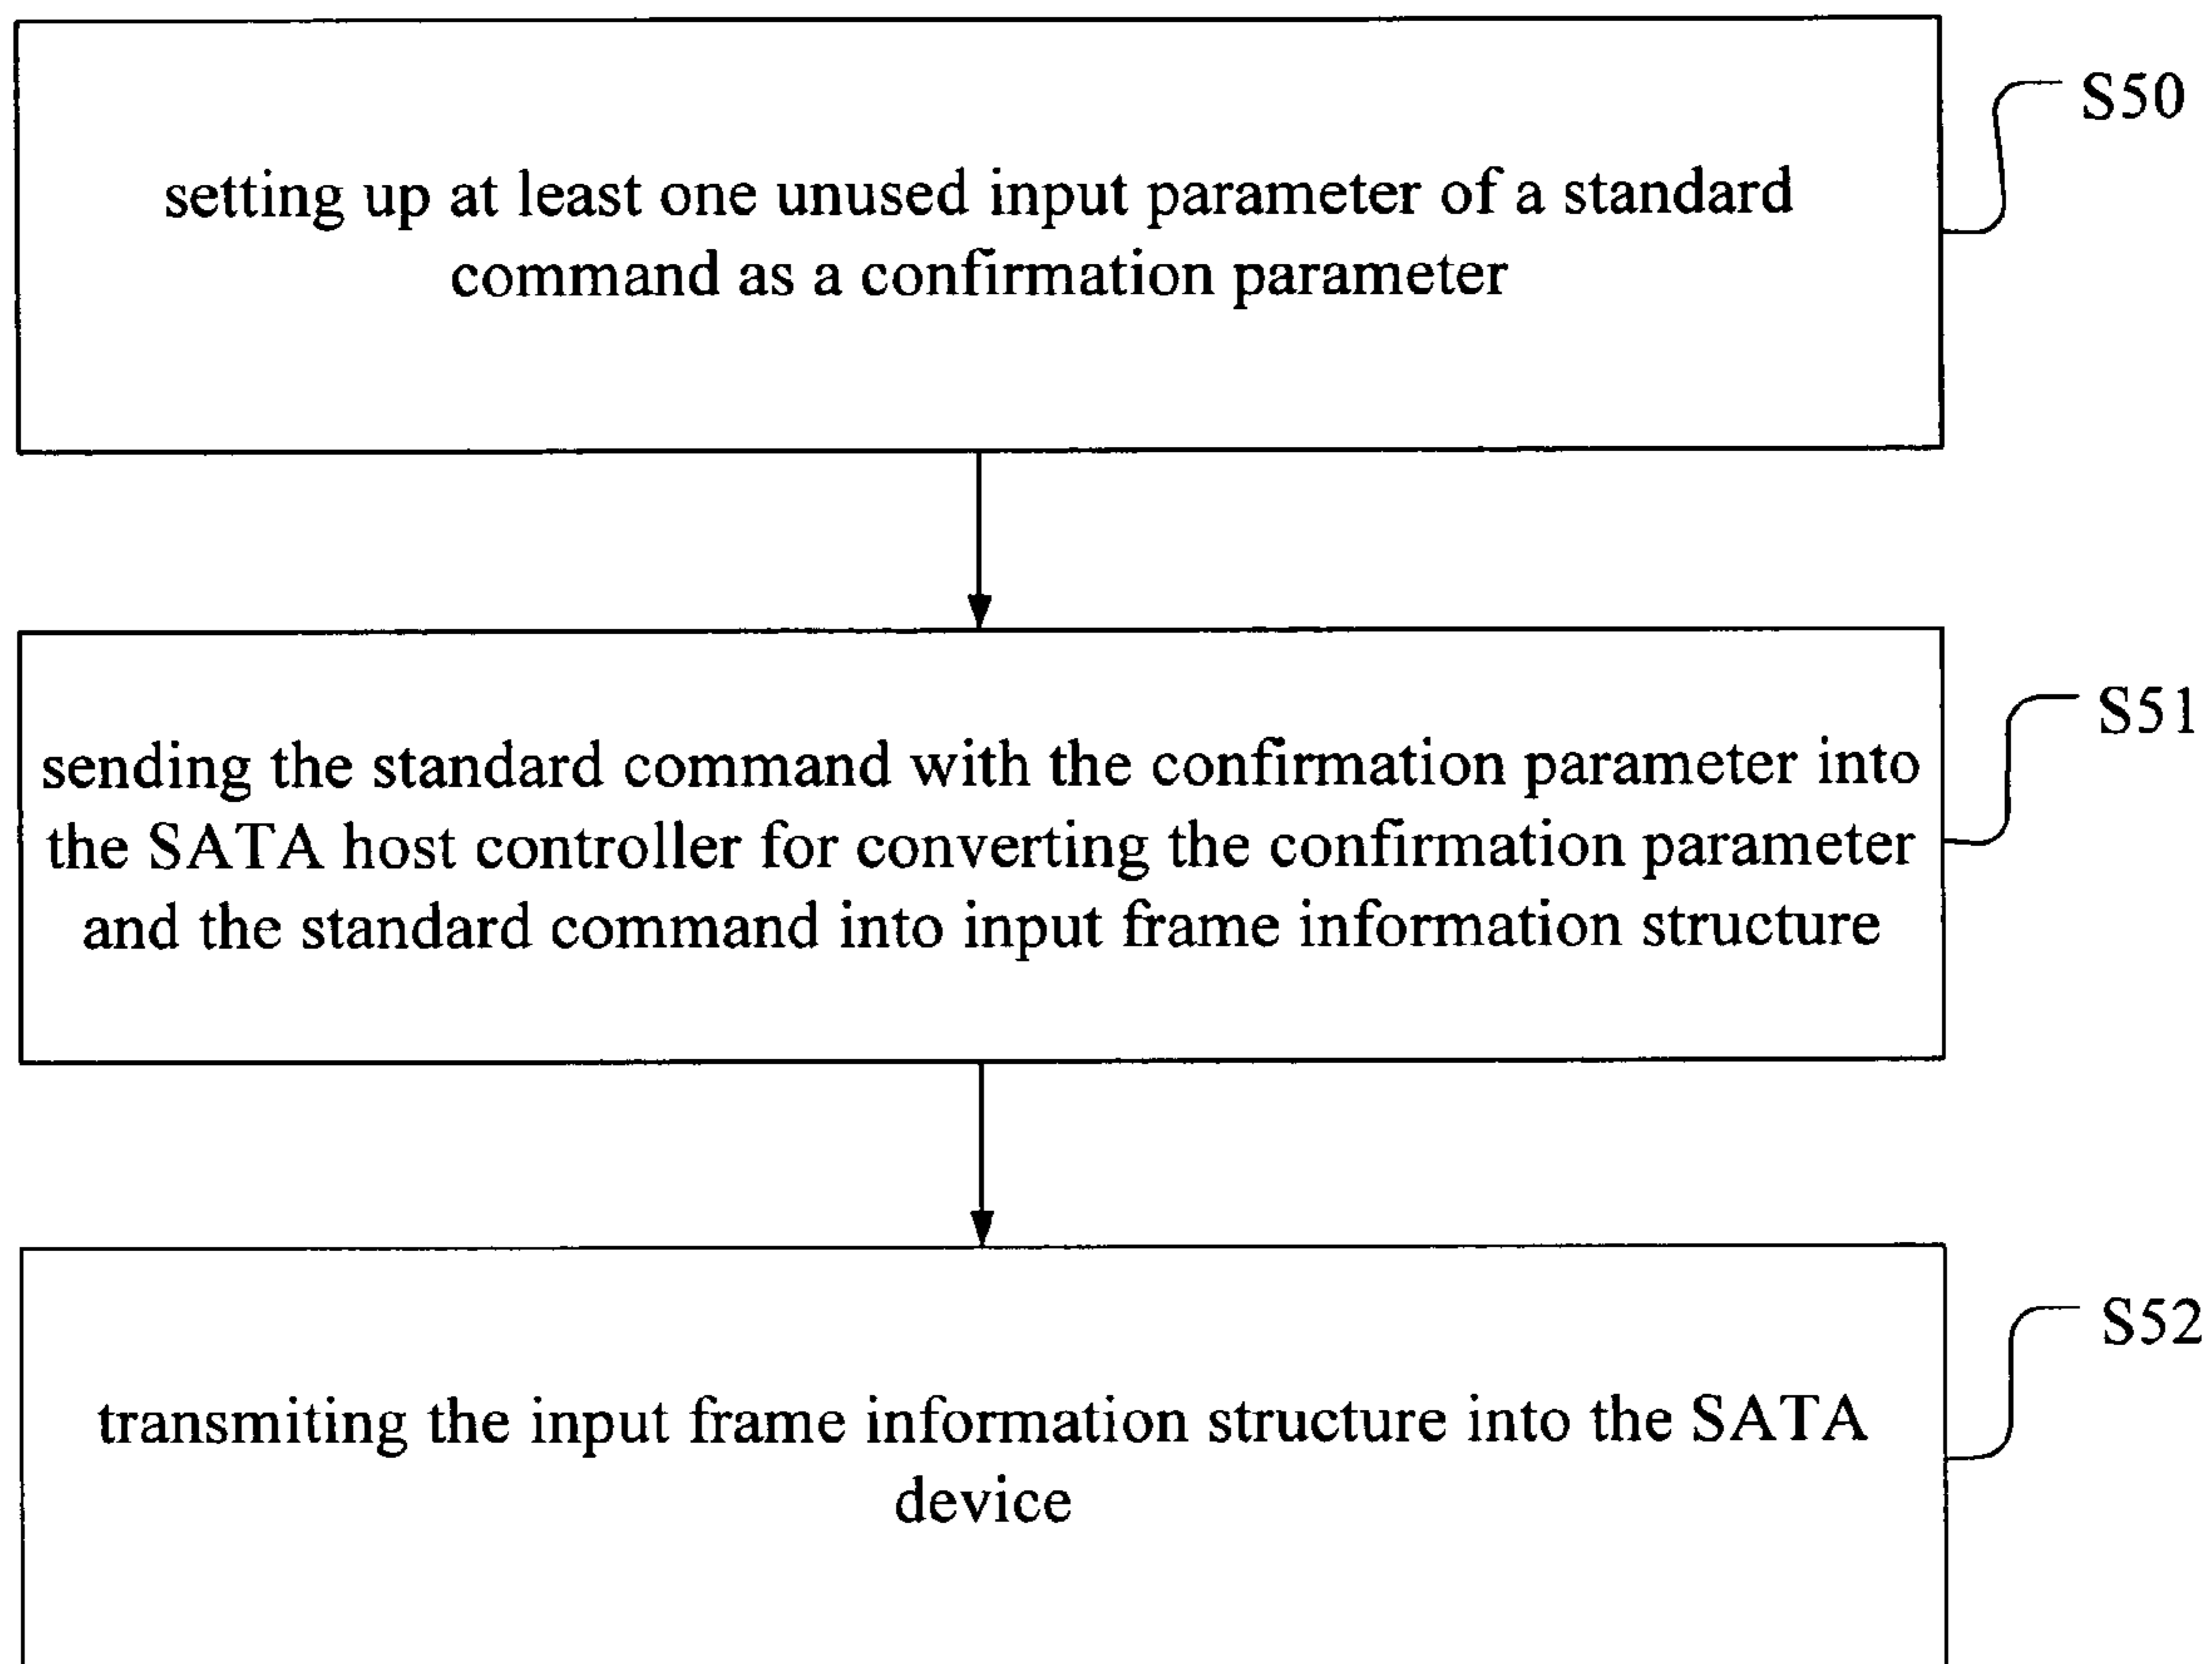 S50
setting up at least one unused input parameter of a standard
command as a confirmation parameter
S51
sending the standard command with the confirmation parameter into
the SATA host controller for converting the confirmation parameter
and the standard command into input frame information structure
S52
transmiting the input frame information structure into the SATA
device